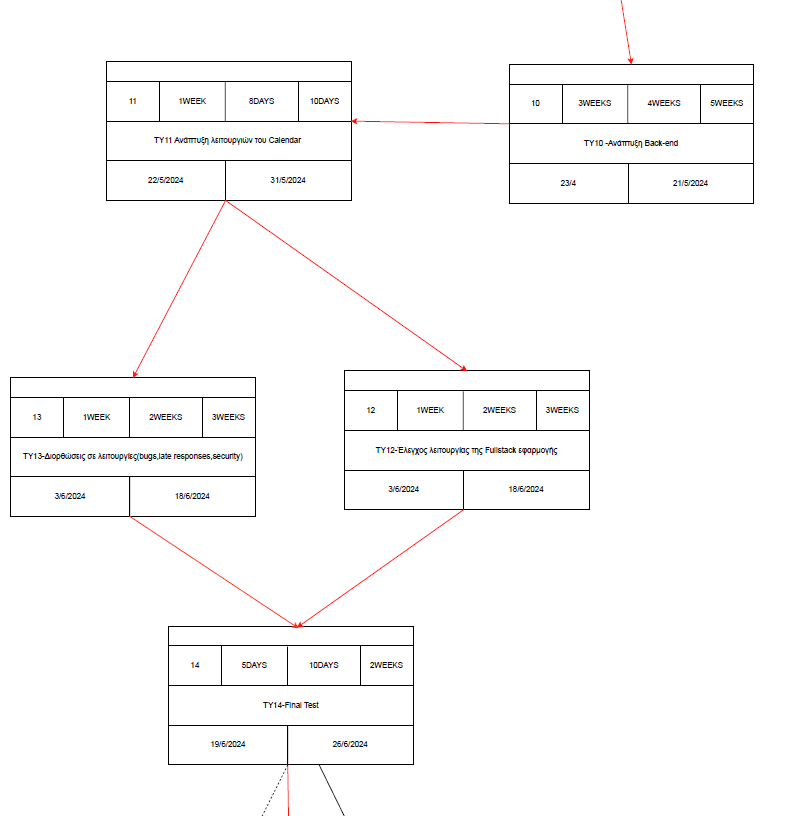 11 1WEEK 8DAYS 10DAYS
TY11 Ανάπτυξη λειτουργιών του Calendar
22/5/2024 31/5/2024
10 3WEEKS 4WEEKS 5WEEKS
TY10 -Ανάπτυξη Back-end
23/4 21/5/2024
13 1WEEK 2WEEKS 3WEEKS
TY13-Διορθώσεις σε λειτουργίες(bugs,late responses,security)
3/6/2024 18/6/2024
12 1WEEK 2WEEKS 3WEEKS
TY12-Έλεγχος λειτουργίας της Fullstack εφαρμογής
3/6/2024 18/6/2024
14 5DAYS 10DAYS 2WEEKS
TY14-Final Test
19/6/2024 26/6/2024